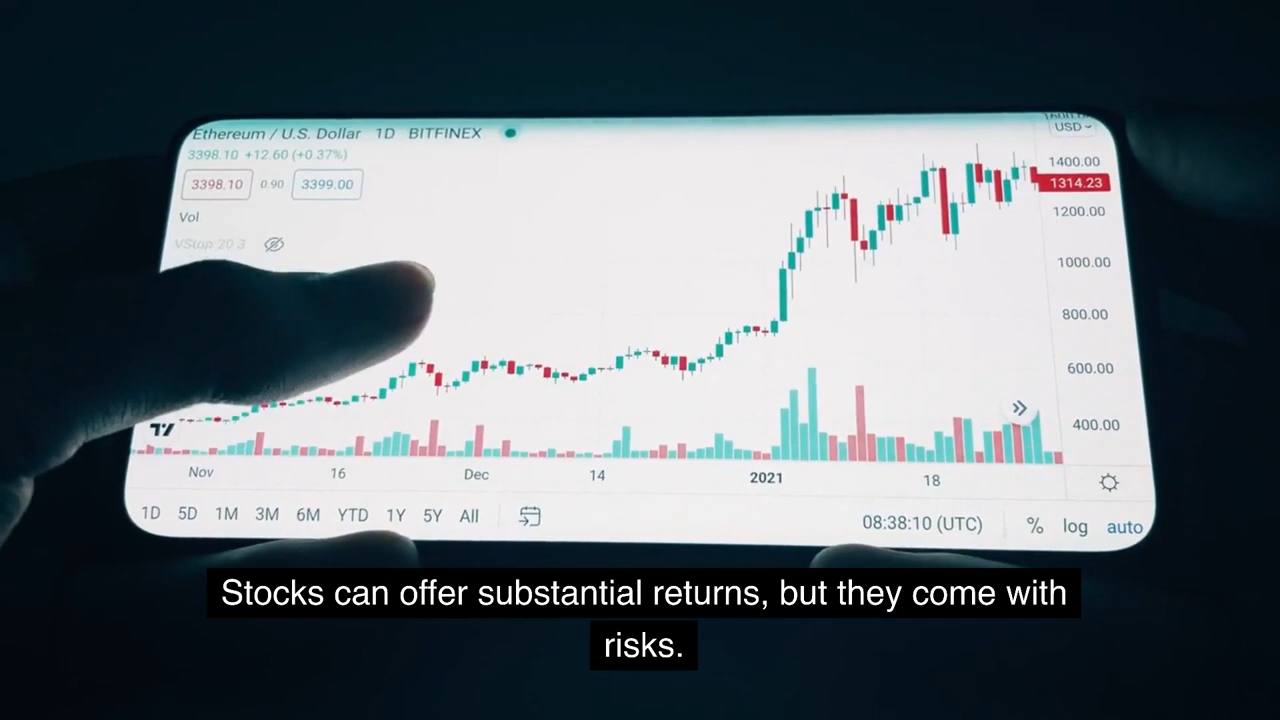 Ethereum / U.S. Dollar 1D BITFINEX
USD
3398.10 +12.60 (+0.37%)
3398.10 0.90 3399.00
Vol
VStop 20 3
1400.00
1314.23
1200.00
1000.00
800.00
600.00
400.00
Nov 16 Dec 14 2021 18
1D 5D 1M 3M 6M YTD 1Y 5Y All
08:38:10 (UTC) % log auto
Stocks can offer substantial returns, but they come with
risks.